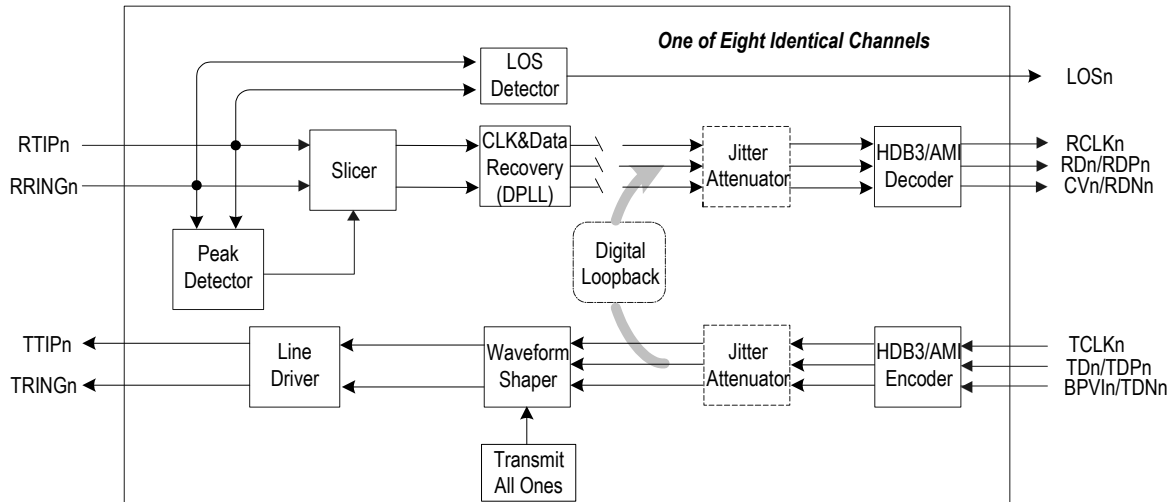 One of Eight Identical Channels
LOS
Detector
LOSn
RTIPn
RRINGn
Slicer
CLK&Data
Recovery
(DPLL)
Jitter
Attenuator
HDB3/AMI
Decoder
RCLKn
RDn/RDPn
CVn/RDNn
Peak
Detector
Digital
Loopback
TTIPn
TRINGn
Line
Driver
Waveform
Shaper
Jitter
Attenuator
HDB3/AMI
Encoder
TCLKn
TDn/TDPn
BPVIn/TDNn
Transmit
All Ones